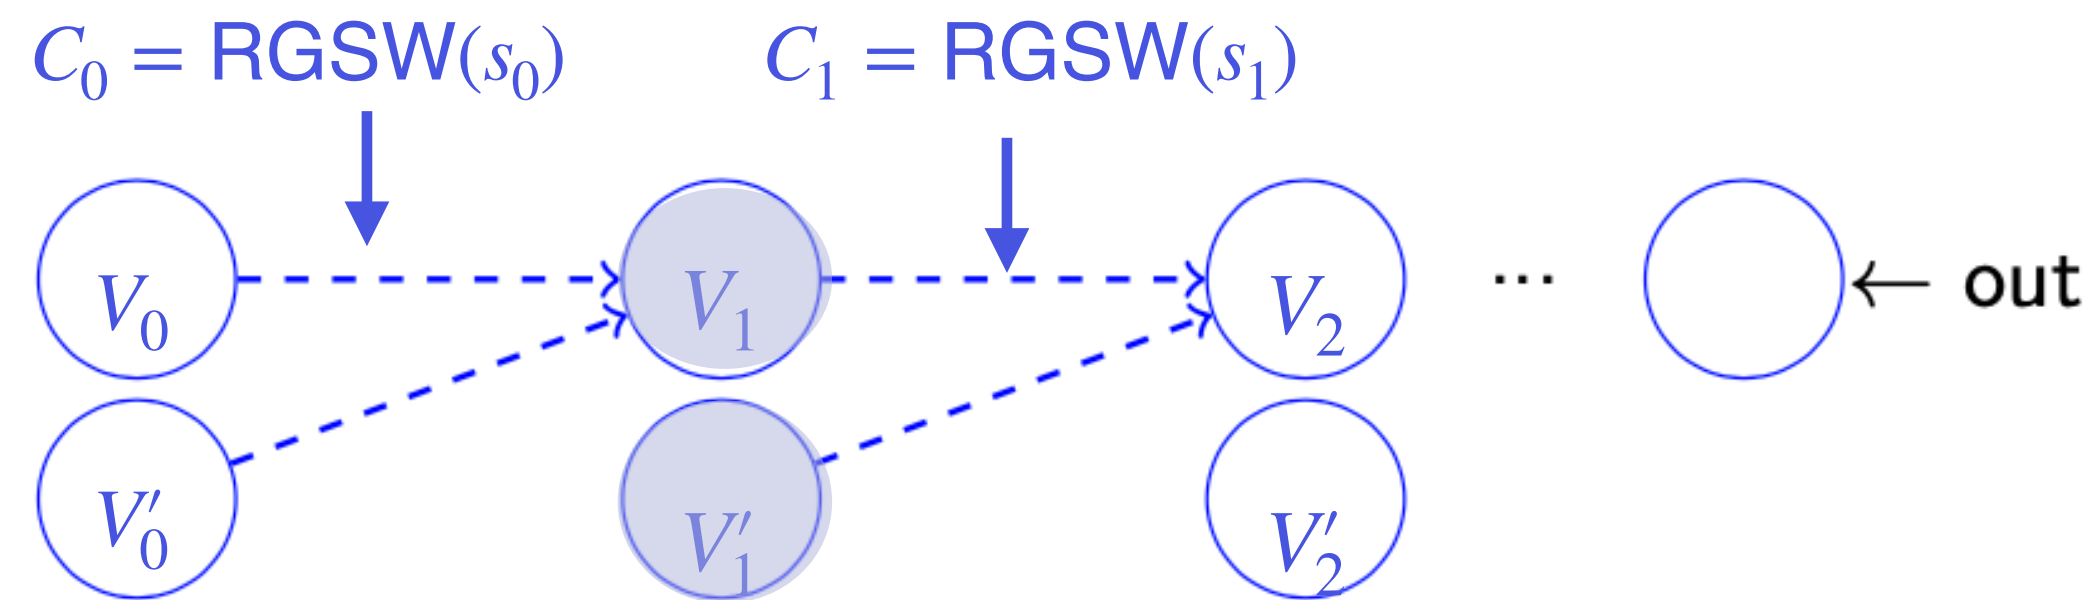 C₀ = RGSW(s₀) C₁ = RGSW(s₁)
V₀ V₁ V₂ ... ← out
V′₀ V′₁ V′₂